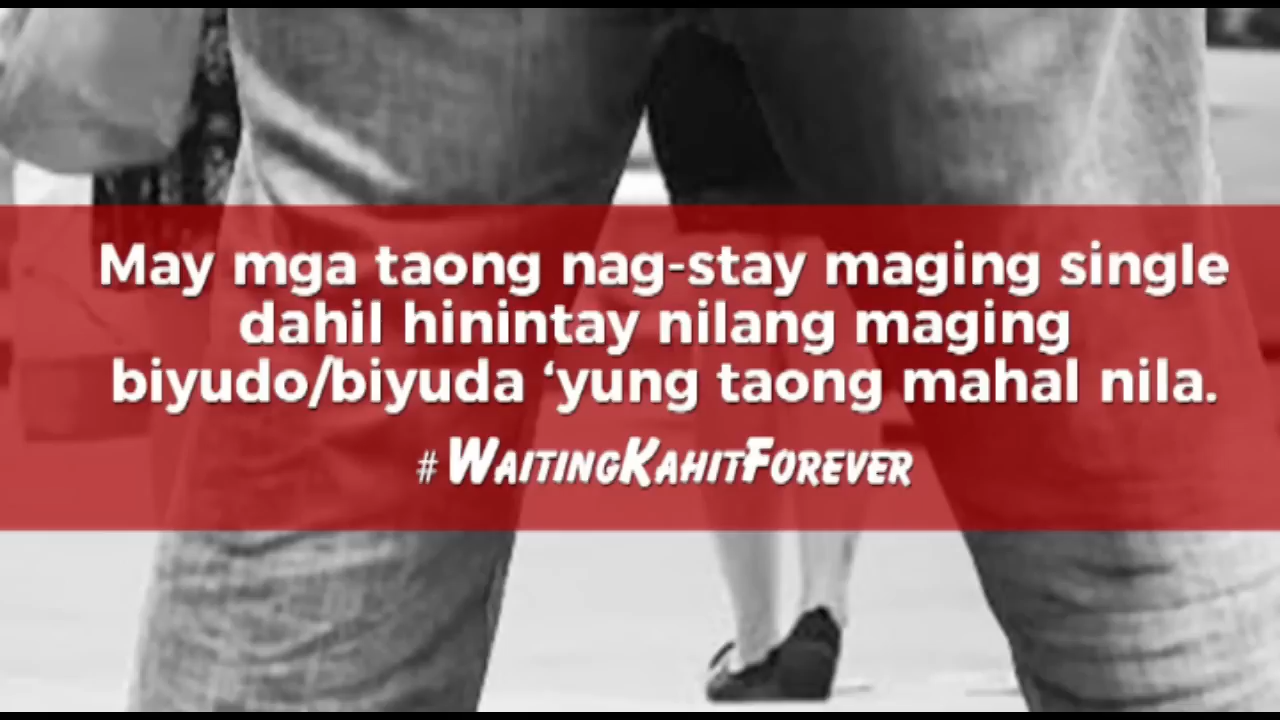 May mga taong nag-stay maging single
dahil hinintay nilang maging
biyudo/biyuda ‘yung taong mahal nila.
#WAITINGKAHITFOREVER